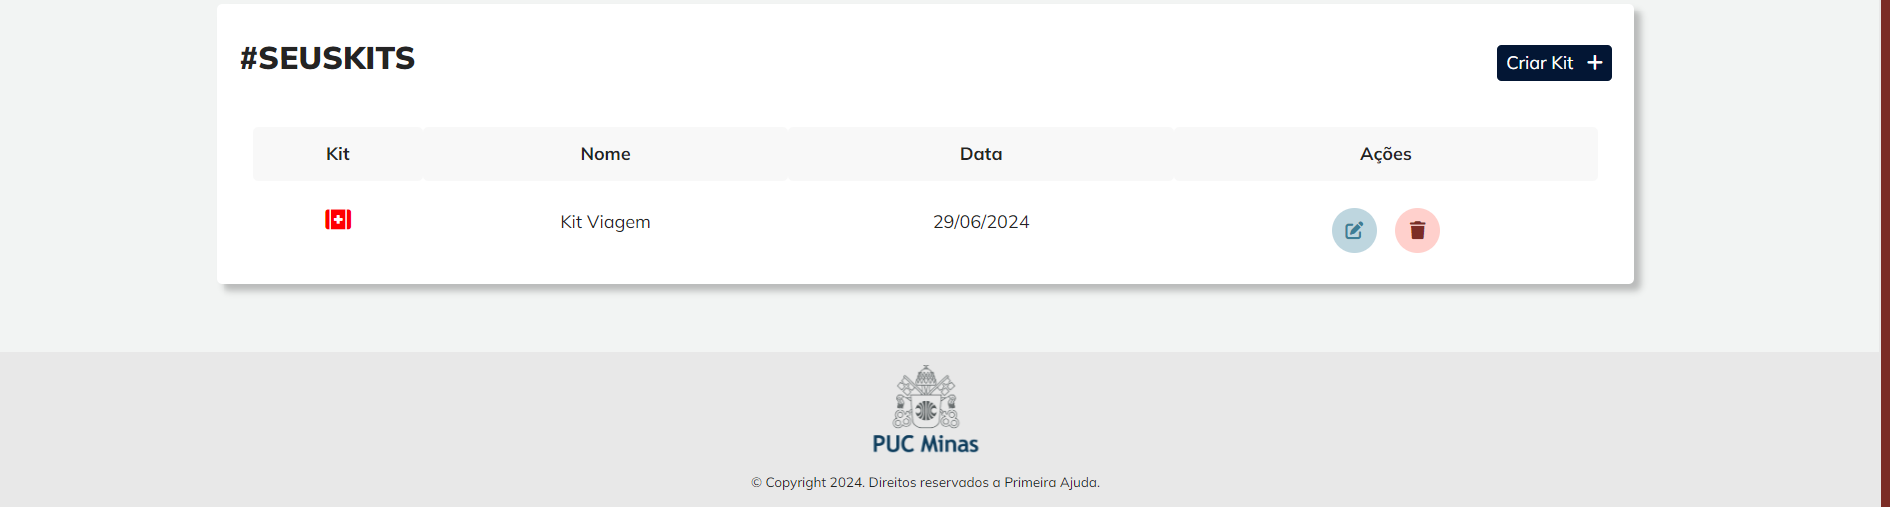 #SEUSKITS
Criar Kit +
Kit Nome Data Ações
Kit Viagem 29/06/2024
PUC Minas
© Copyright 2024. Direitos reservados a Primeira Ajuda.